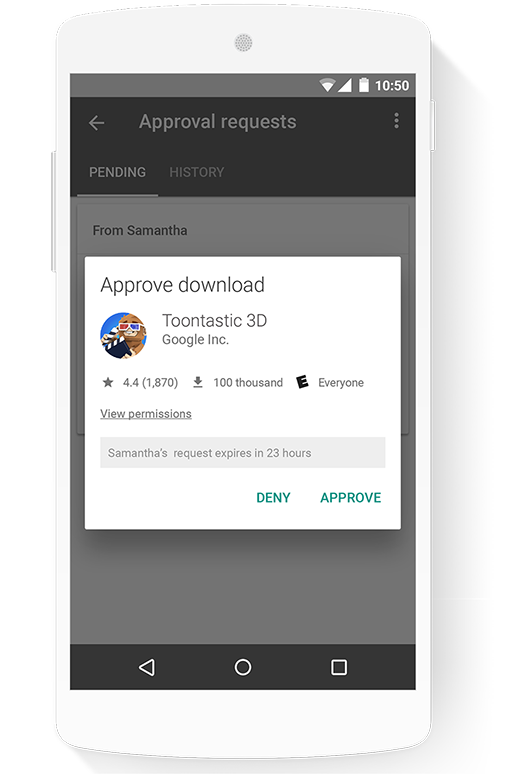 10:50
Approval requests
PENDING HISTORY
From Samantha
Approve download
Toontastic 3D
Google Inc.
4.4 (1,870) 100 thousand E Everyone
View permissions
Samantha's request expires in 23 hours
DENY APPROVE